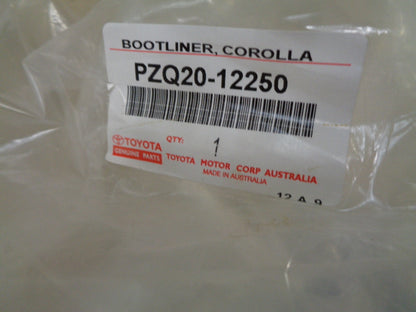 BOOTLINER, COROLLA
PZQ20-12250
TOYOTA
GENUINE PARTS
QTY: 1
TOYOTA MOTOR CORP AUSTRALIA
MADE IN AUSTRALIA
12 A 9